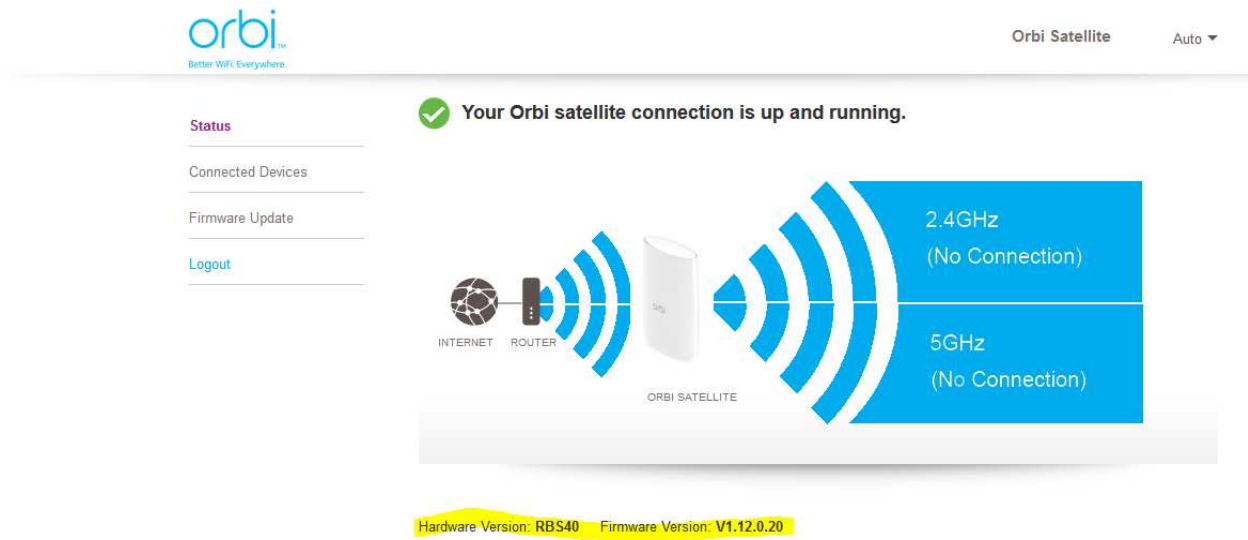 orbi™
Better WiFi. Everywhere.
Orbi Satellite
Auto
Status
Connected Devices
Firmware Update
Logout
Your Orbi satellite connection is up and running.
INTERNET
ROUTER
orbi
ORBI SATELLITE
2.4GHz
(No Connection)
5GHz
(No Connection)
Hardware Version: RBS40 Firmware Version: V1.12.0.20